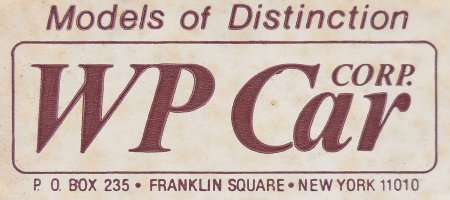 Models of Distinction
WP Car CORP.
P. O. BOX 235 • FRANKLIN SQUARE • NEW YORK 11010